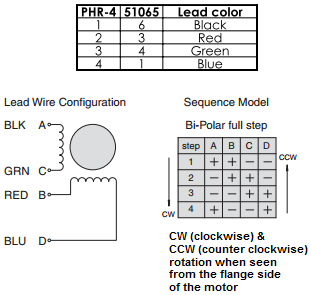 PHR-4 51065 Lead color
1 6 Black
2 3 Red
3 4 Green
4 1 Blue
Lead Wire Configuration
BLK A
GRN C
RED B
BLU D
Sequence Model
Bi-Polar full step
step A B C D
1 + + - -
2 - + + -
3 - - + +
4 + - - +
CCW
CW
CW (clockwise) &
CCW (counter clockwise)
rotation when seen
from the flange side
of the motor